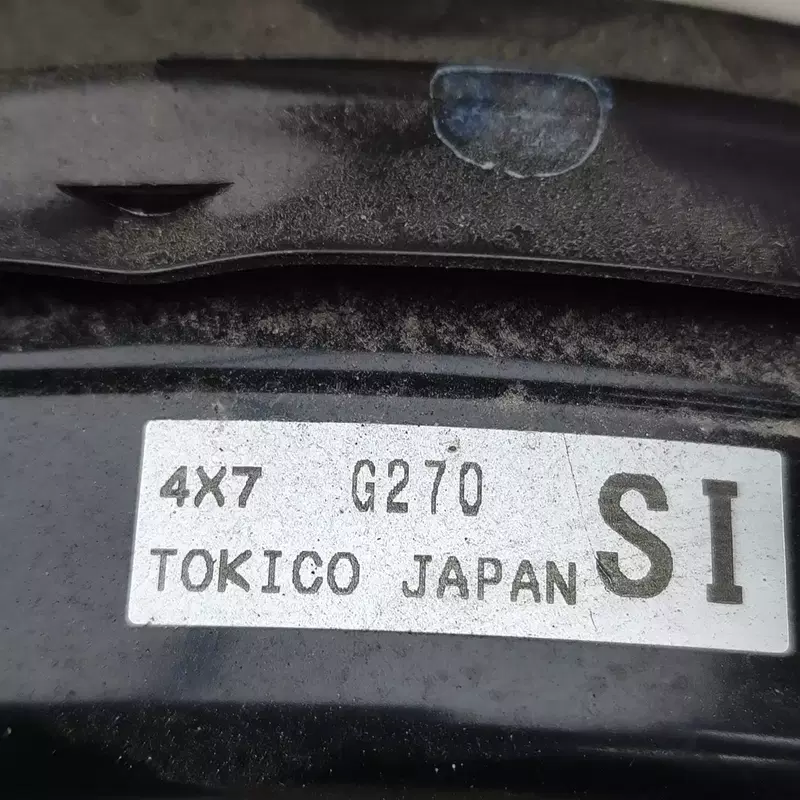 4X7 G270
TOKICO JAPAN SI